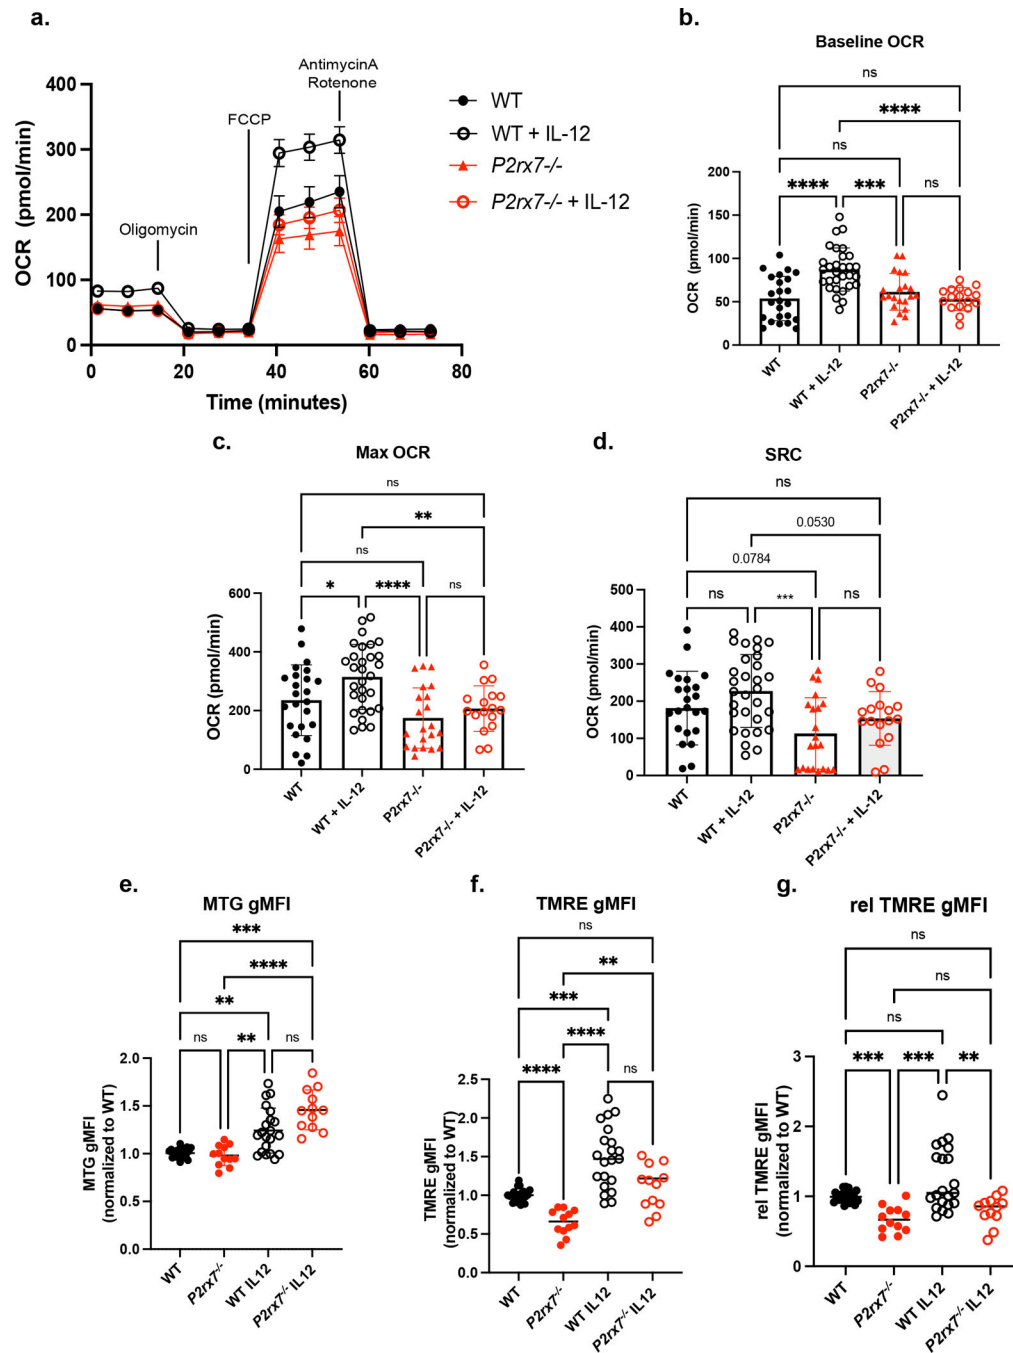 a.
OCR (pmol/min)
400
300
200
100
0
0
20
40
60
80
Time (minutes)
Oligomycin
FCCP
AntimycinA
Rotenone
WT
WT + IL-12
P2rx7-/-
P2rx7-/- + IL-12
b.
Baseline OCR
ns
****
ns
**** *** ns
OCR (pmol/min)
200
150
100
50
0
WT
WT + IL-12
P2rx7-/-
P2rx7-/- + IL-12
c.
Max OCR
ns
**
ns
* **** ns
OCR (pmol/min)
600
400
200
0
WT
WT + IL-12
P2rx7-/-
P2rx7-/- + IL-12
d.
SRC
ns
0.0530
0.0784
ns *** ns
OCR (pmol/min)
500
400
300
200
100
0
WT
WT + IL-12
P2rx7-/-
P2rx7-/- + IL-12
e.
MTG gMFI
***
****
**
ns ** ns
MTG gMFI
(normalized to WT)
2.0
1.5
1.0
0.5
0.0
WT
P2rx7-/-
WT IL12
P2rx7-/- IL12
f.
TMRE gMFI
ns
**
***
****
**** ns
TMRE gMFI
(normalized to WT)
2.5
2.0
1.5
1.0
0.5
0.0
WT
P2rx7-/-
WT IL12
P2rx7-/- IL12
g.
rel TMRE gMFI
ns
ns
ns
*** *** **
rel TMRE gMFI
(normalized to WT)
3
2
1
0
WT
P2rx7-/-
WT IL12
P2rx7-/- IL12